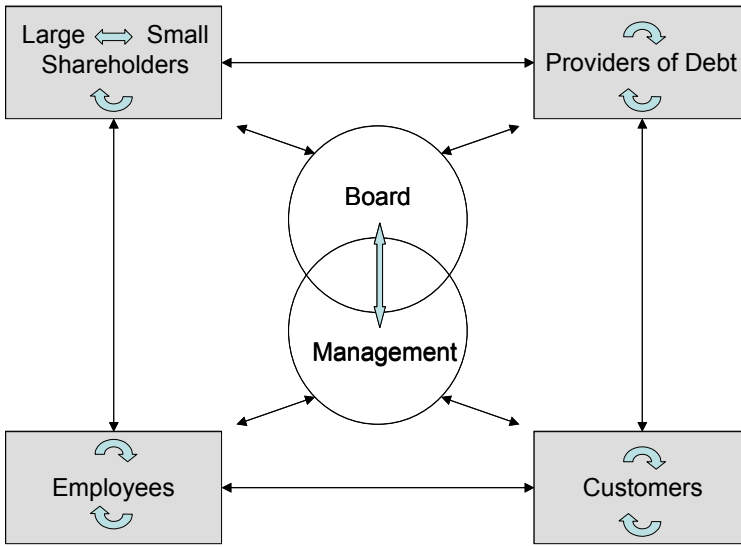 Large Small
Shareholders
Providers of Debt
Board
Management
Employees
Customers